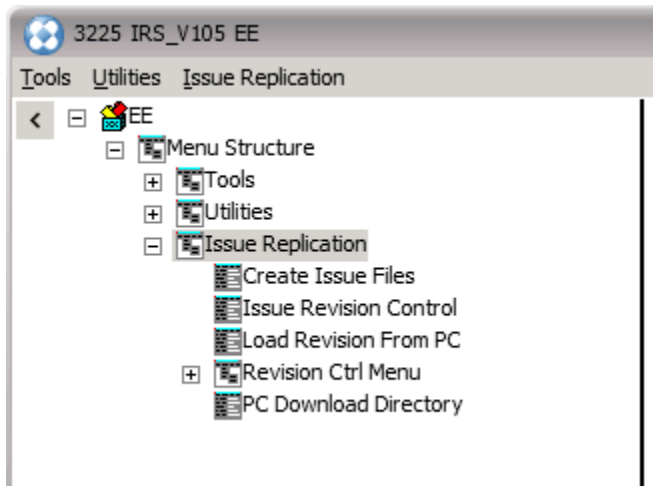 3225 IRS_V105 EE
Tools Utilities Issue Replication
EE
Menu Structure
Tools
Utilities
Issue Replication
Create Issue Files
Issue Revision Control
Load Revision From PC
Revision Ctrl Menu
PC Download Directory